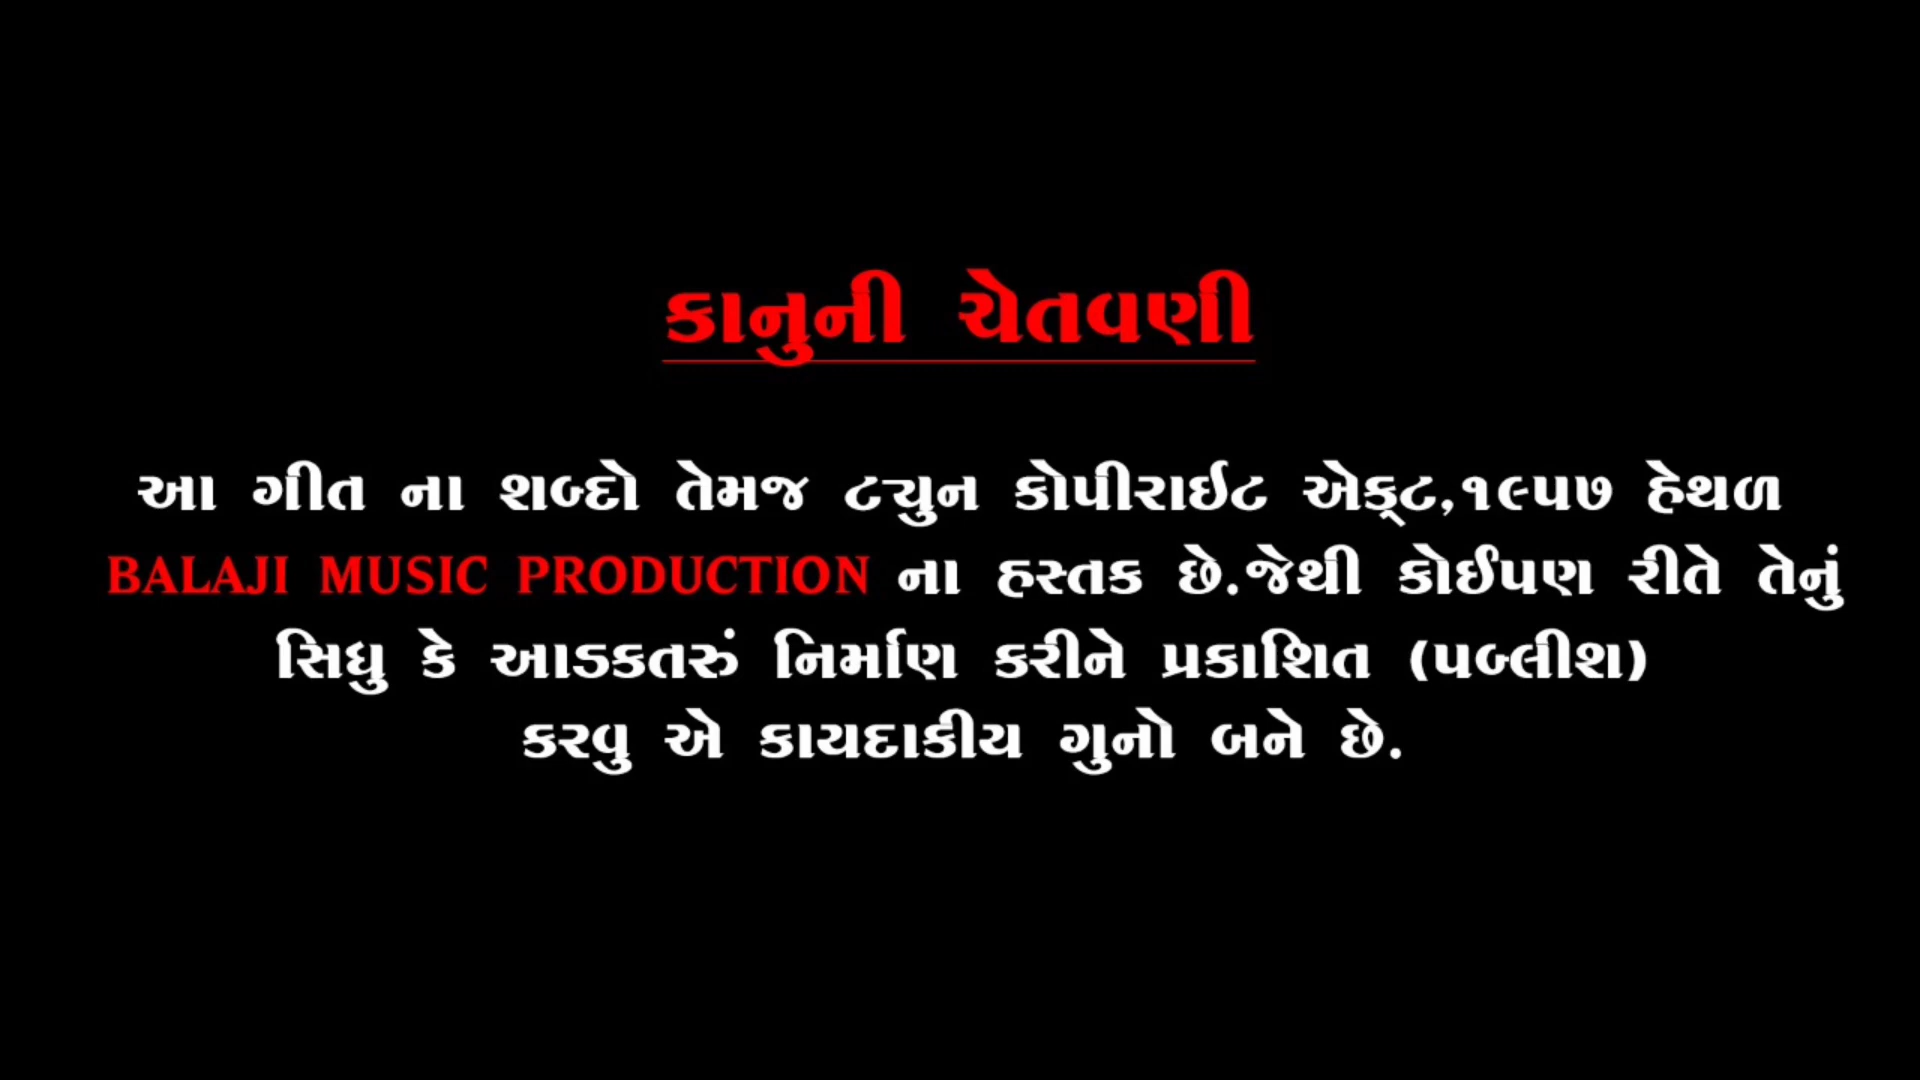 કાનુની ચેતવણી
આ ગીત ના શબ્દો તેમજ ટચુન કોપીરાઈટ એક્ટ,૧૯૫૭ હેથળ
BALAJI MUSIC PRODUCTION ના હસ્તક છે.જેથી કોઈપણ રીતે તેનું
સિધુ કે આડકતરું નિર્માણ કરીને પ્રકાશિત (પબ્લીશ)
કરવુ એ કાયદાકીય ગુનો બને છે.